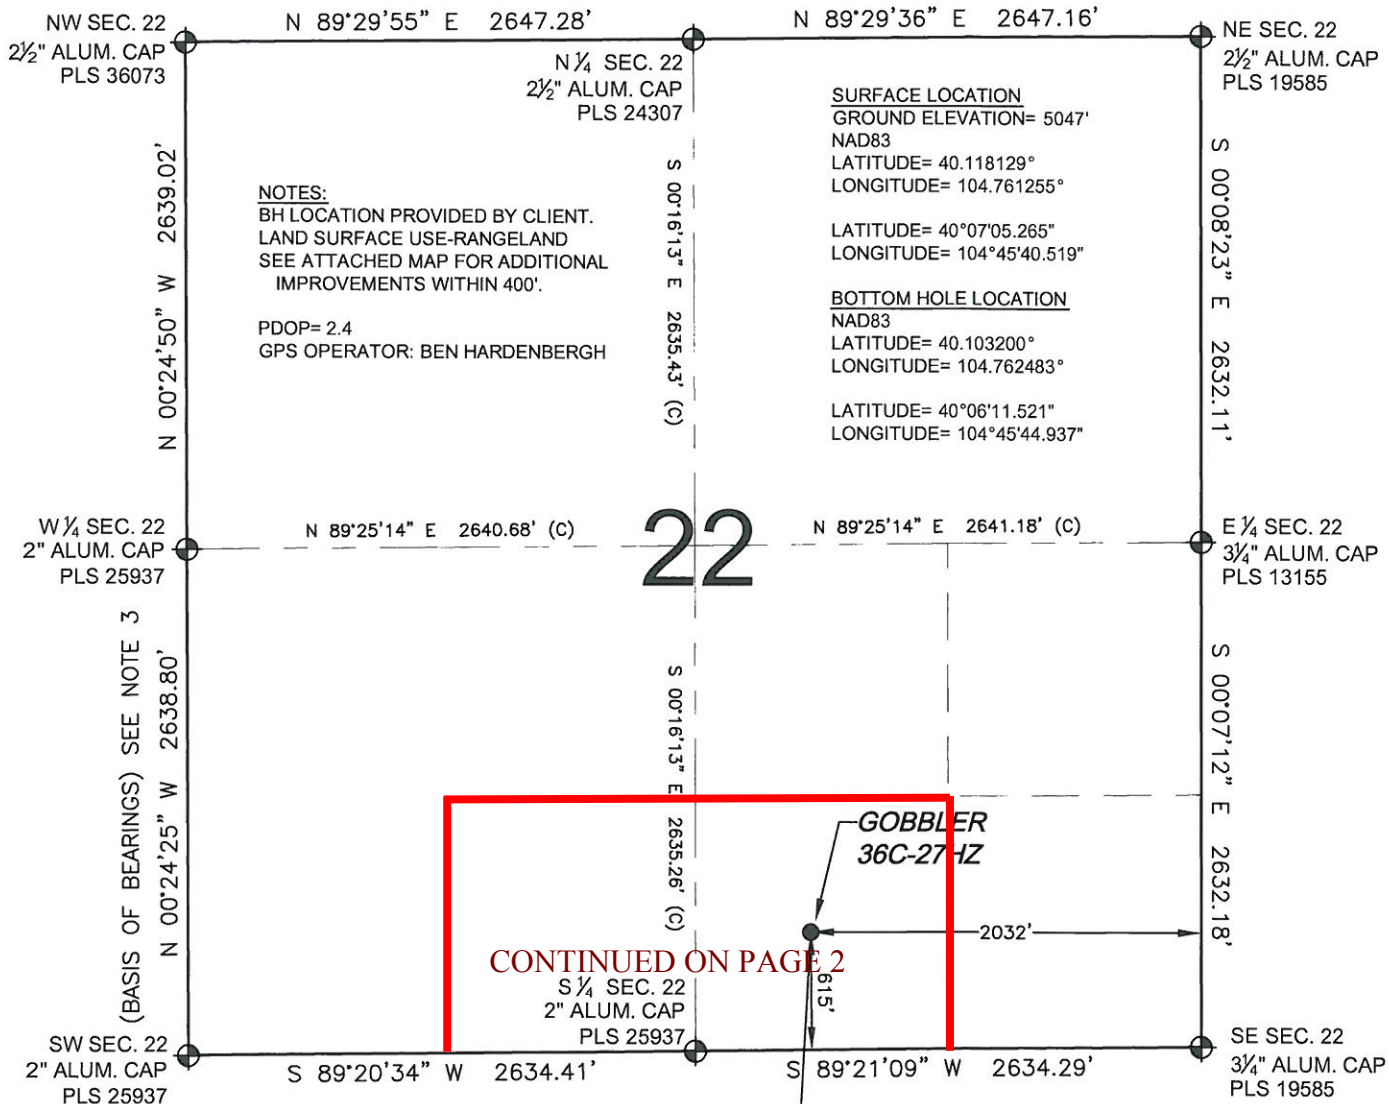 NW SEC. 22
2½" ALUM. CAP
PLS 36073
N 89°29'55" E 2647.28'
N 89°29'36" E 2647.16'
NE SEC. 22
2½" ALUM. CAP
PLS 19585
N ¼ SEC. 22
2½" ALUM. CAP
PLS 24307
N 00°24'50" W 2639.02'
NOTES:
BH LOCATION PROVIDED BY CLIENT.
LAND SURFACE USE-RANGELAND
SEE ATTACHED MAP FOR ADDITIONAL
IMPROVEMENTS WITHIN 400'.
PDOP= 2.4
GPS OPERATOR: BEN HARDENBERGH
S 00°16'13" E 2635.43' (C)
SURFACE LOCATION
GROUND ELEVATION= 5047'
NAD83
LATITUDE= 40.118129°
LONGITUDE= 104.761255°
LATITUDE= 40°07'05.265"
LONGITUDE= 104°45'40.519"
BOTTOM HOLE LOCATION
NAD83
LATITUDE= 40.103200°
LONGITUDE= 104.762483°
LATITUDE= 40°06'11.521"
LONGITUDE= 104°45'44.937"
S 00°08'23" E 2632.11'
W ¼ SEC. 22
2" ALUM. CAP
PLS 25937
N 89°25'14" E 2640.68' (C)
22
N 89°25'14" E 2641.18' (C)
E ¼ SEC. 22
3¼" ALUM. CAP
PLS 13155
(BASIS OF BEARINGS) SEE NOTE 3
N 00°24'25" W 2638.80'
S 00°16'13" E 2635.26' (C)
S 00°07'12" E 2632.18'
GOBBLER
36C-27HZ
2032'
615'
CONTINUED ON PAGE 2
S ¼ SEC. 22
2" ALUM. CAP
PLS 25937
SW SEC. 22
2" ALUM. CAP
PLS 25937
S 89°20'34" W 2634.41'
S 89°21'09" W 2634.29'
SE SEC. 22
3¼" ALUM. CAP
PLS 19585